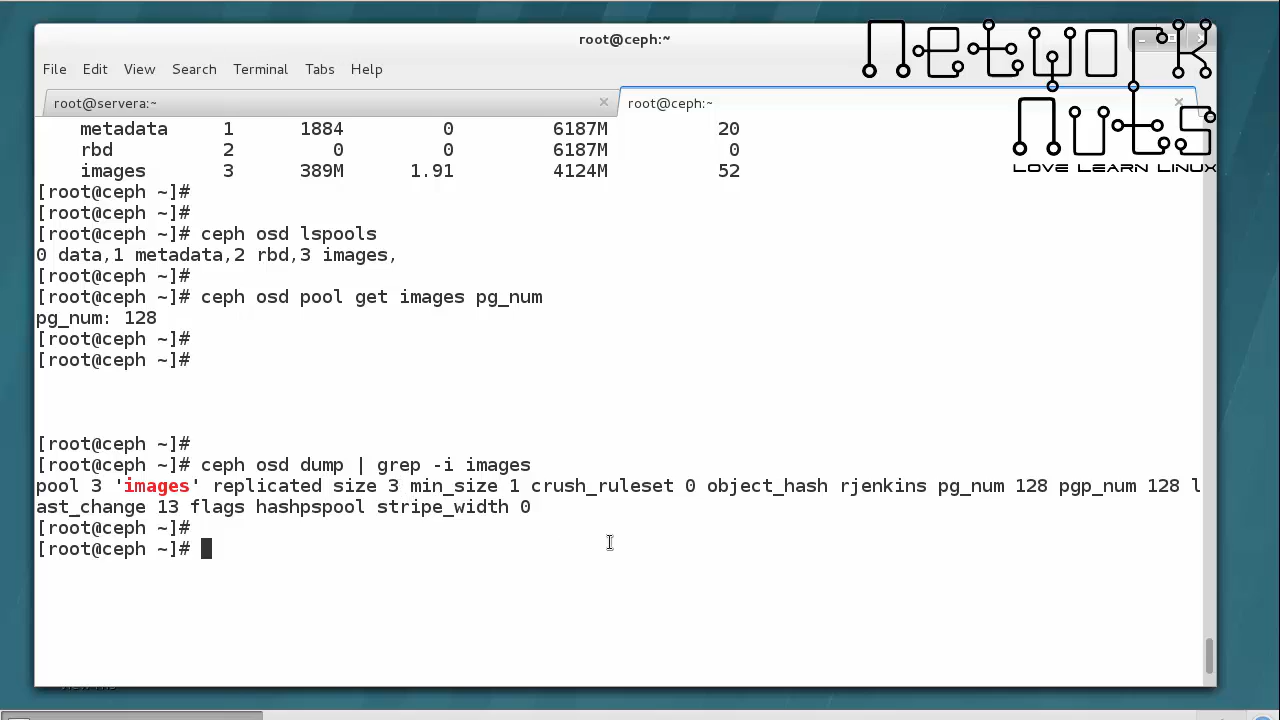 root@ceph:~
File Edit View Search Terminal Tabs Help
root@servera:~ × root@ceph:~ ×
metadata 1 1884 0 6187M 20
rbd 2 0 0 6187M 0
images 3 389M 1.91 4124M 52
[root@ceph ~]#
[root@ceph ~]#
[root@ceph ~]# ceph osd lspools
0 data,1 metadata,2 rbd,3 images,
[root@ceph ~]#
[root@ceph ~]# ceph osd pool get images pg_num
pg_num: 128
[root@ceph ~]#
[root@ceph ~]#
[root@ceph ~]#
[root@ceph ~]# ceph osd dump | grep -i images
pool 3 'images' replicated size 3 min_size 1 crush_ruleset 0 object_hash rjenkins pg_num 128 pgp_num 128 l
ast_change 13 flags hashpspool stripe_width 0
[root@ceph ~]#
[root@ceph ~]#
network
nuts
LOVE LEARN LINUX